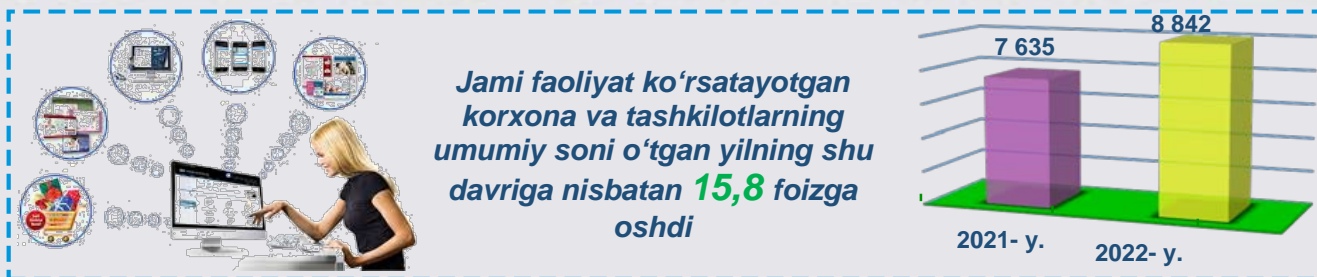 Jami faoliyat ko‘rsatayotgan
korxona va tashkilotlarning
umumiy soni o‘tgan yilning shu
davriga nisbatan 15,8 foizga
oshdi
7 635
8 842
2021- y.
2022- y.